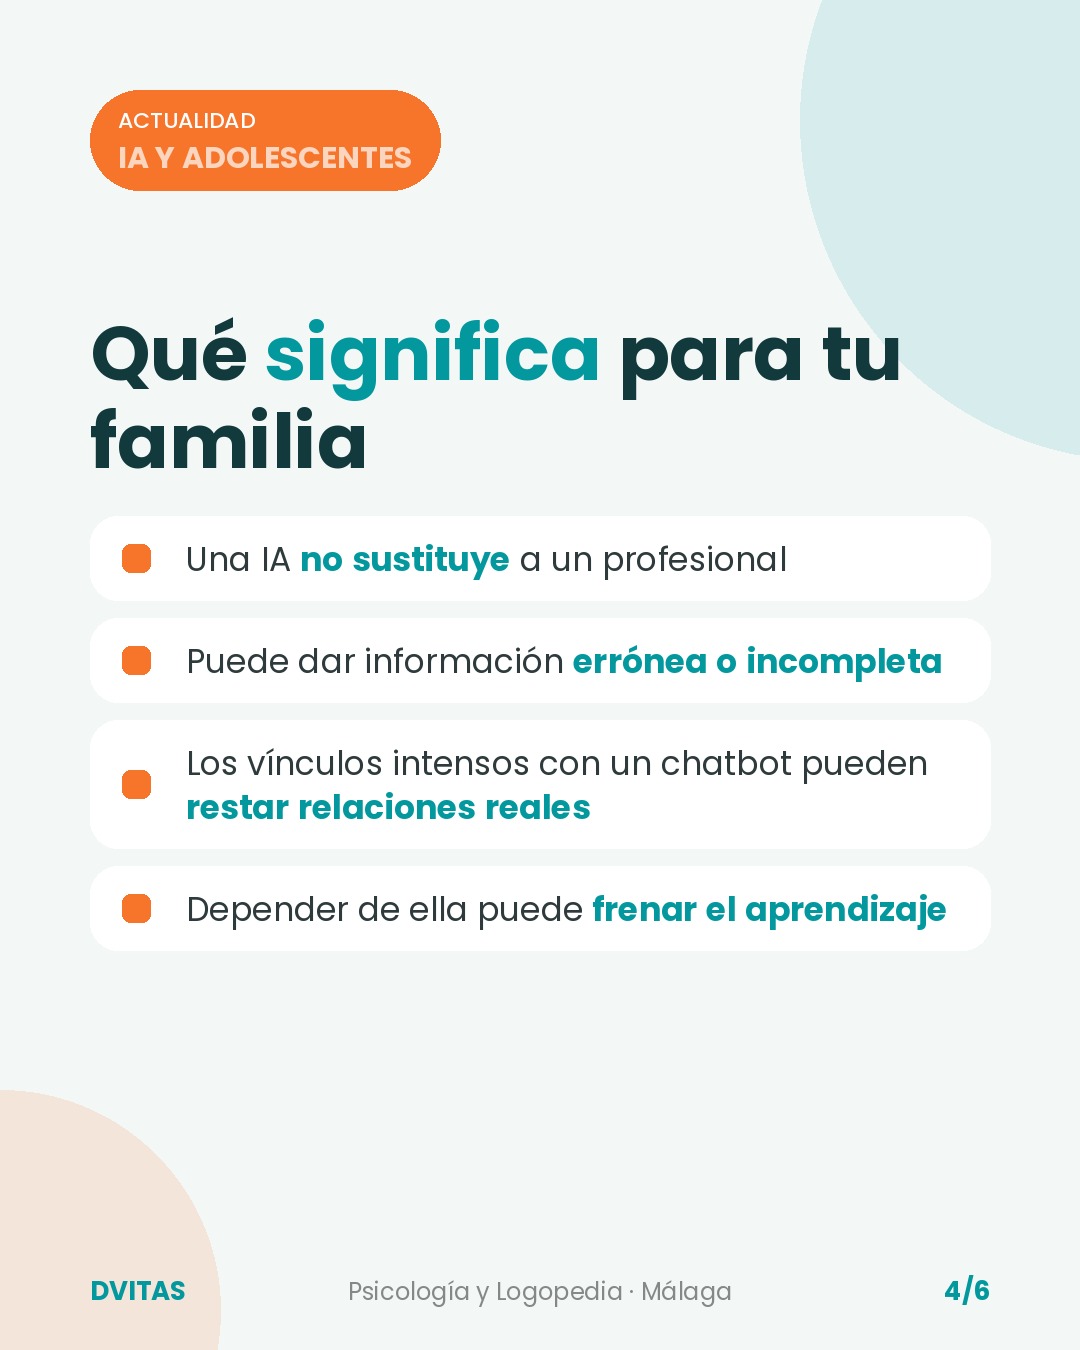 ACTUALIDAD
IA Y ADOLESCENTES
Qué significa para tu
familia
Una IA no sustituye a un profesional
Puede dar información errónea o incompleta
Los vínculos intensos con un chatbot pueden
restar relaciones reales
Depender de ella puede frenar el aprendizaje
DVITAS
Psicología y Logopedia · Málaga
4/6